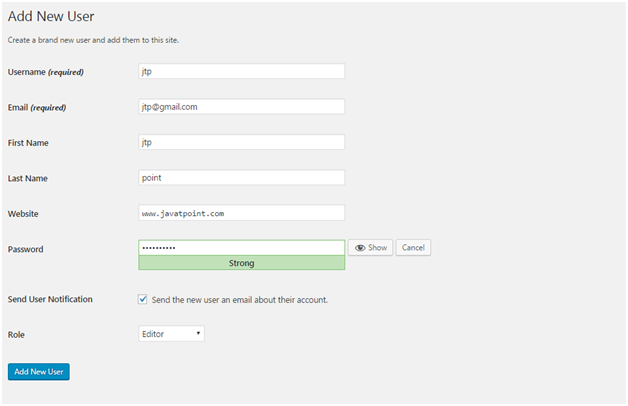 Add New User
Create a brand new user and add them to this site.
Username (required) jtp
Email (required) jtp@gmail.com
First Name jtp
Last Name point
Website www.javatpoint.com
Password •••••••••• Show Cancel
Strong
Send User Notification Send the new user an email about their account.
Role Editor
Add New User